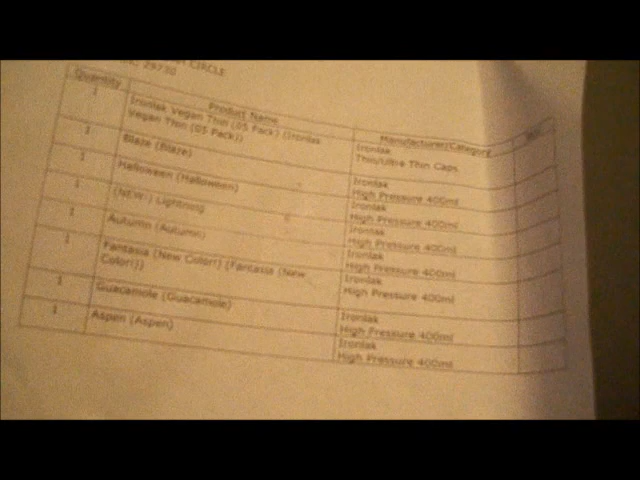 CIRCLE
29730
Quantity Product Name Manufacturer/Category
1 Ironlak Vegan Thin (05 Pack) (Ironlak Ironlak
Vegan Thin (05 Pack)) Thin/Ultra Thin Caps
1 Blaze (Blaze) Ironlak
High Pressure 400ml
1 Halloween (Halloween) Ironlak
High Pressure 400ml
1 (NEW!) Lightning Ironlak
High Pressure 400ml
1 Autumn (Autumn) Ironlak
High Pressure 400ml
1 Fantasia (New Color!) (Fantasia (New Ironlak
Color!)) High Pressure 400ml
1 Guacamole (Guacamole) Ironlak
High Pressure 400ml
1 Aspen (Aspen) Ironlak
High Pressure 400ml